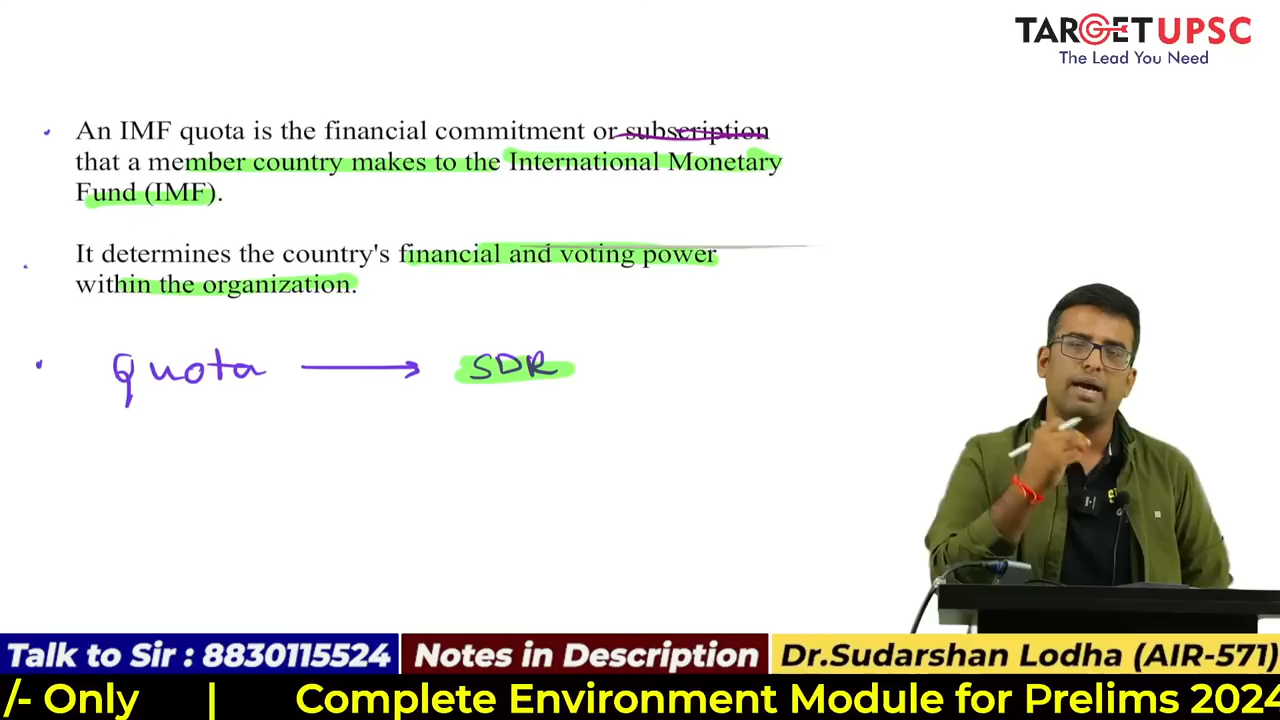 TARGET UPSC
The Lead You Need
An IMF quota is the financial commitment or subscription
that a member country makes to the International Monetary
Fund (IMF).
It determines the country's financial and voting power
within the organization.
Quota → SDR
Talk to Sir : 8830115524 Notes in Description Dr.Sudarshan Lodha (AIR-571)
/- Only | Complete Environment Module for Prelims 2024